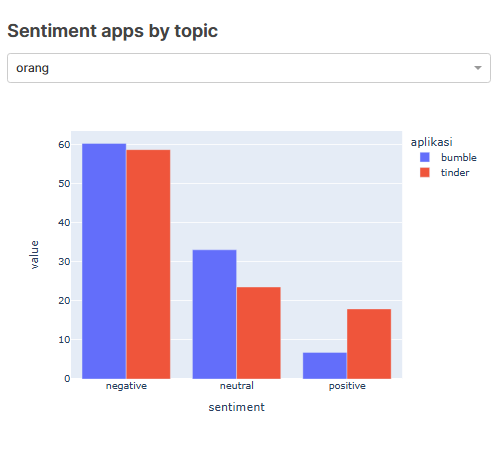 Sentiment apps by topic
orang
aplikasi
bumble
tinder
60
50
40
30
20
10
0
value
negative
neutral
positive
sentiment